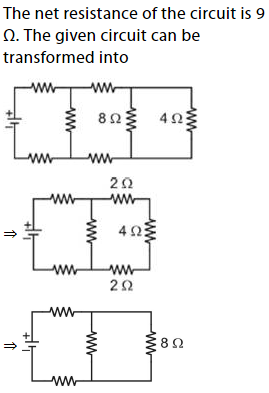 The net resistance of the circuit is 9
Ω. The given circuit can be
transformed into
8 Ω 4 Ω
2 Ω
⇒ + 4 Ω
2 Ω
⇒ + 8 Ω